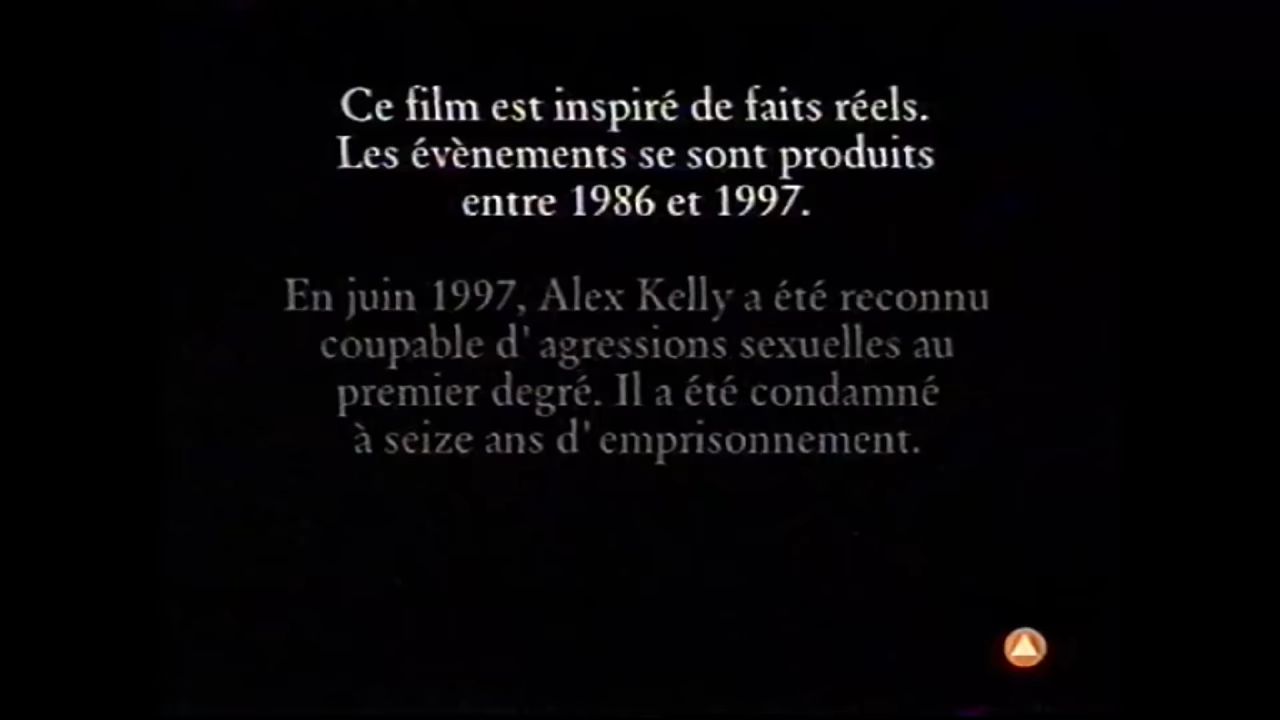 Ce film est inspiré de faits réels.
Les évènements se sont produits
entre 1986 et 1997.
En juin 1997, Alex Kelly a été reconnu
coupable d' agressions sexuelles au
premier degré. Il a été condamné
à seize ans d' emprisonnement.